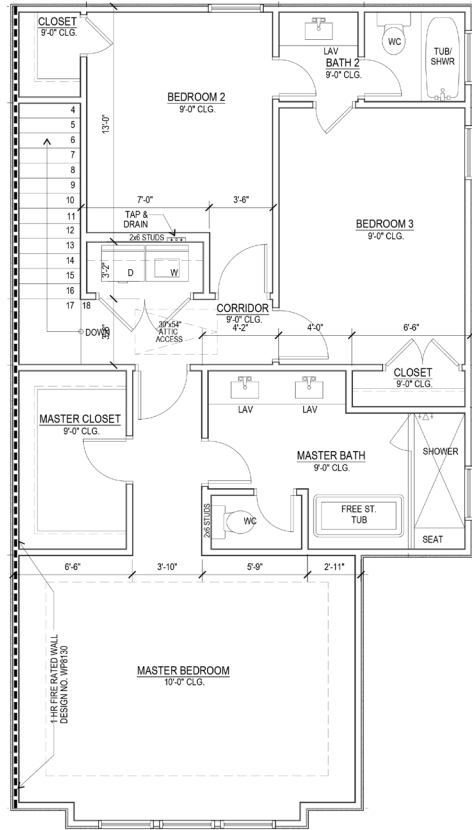 CLOSET
9'-0" CLG.
LAV
WC
TUB/
SHWR
BATH 2
9'-0" CLG.
BEDROOM 2
9'-0" CLG.
13'-0"
4
5
6
7
8
9
10
11
12
13
14
15
16
17 18
DOWN
7'-0"
3'-6"
TAP &
DRAIN
2x6 STUDS
D
W
3'-2"
BEDROOM 3
9'-0" CLG.
CORRIDOR
9'-0" CLG.
30"x54"
ATTIC
ACCESS
4'-2"
4'-0"
6'-6"
CLOSET
9'-0" CLG.
MASTER CLOSET
9'-0" CLG.
LAV
LAV
MASTER BATH
9'-0" CLG.
SHOWER
2x6 STUDS
WC
FREE ST.
TUB
SEAT
6'-6"
3'-10"
5'-9"
2'-11"
1 HR FIRE RATED WALL
DESIGN NO. WP8130
MASTER BEDROOM
10'-0" CLG.